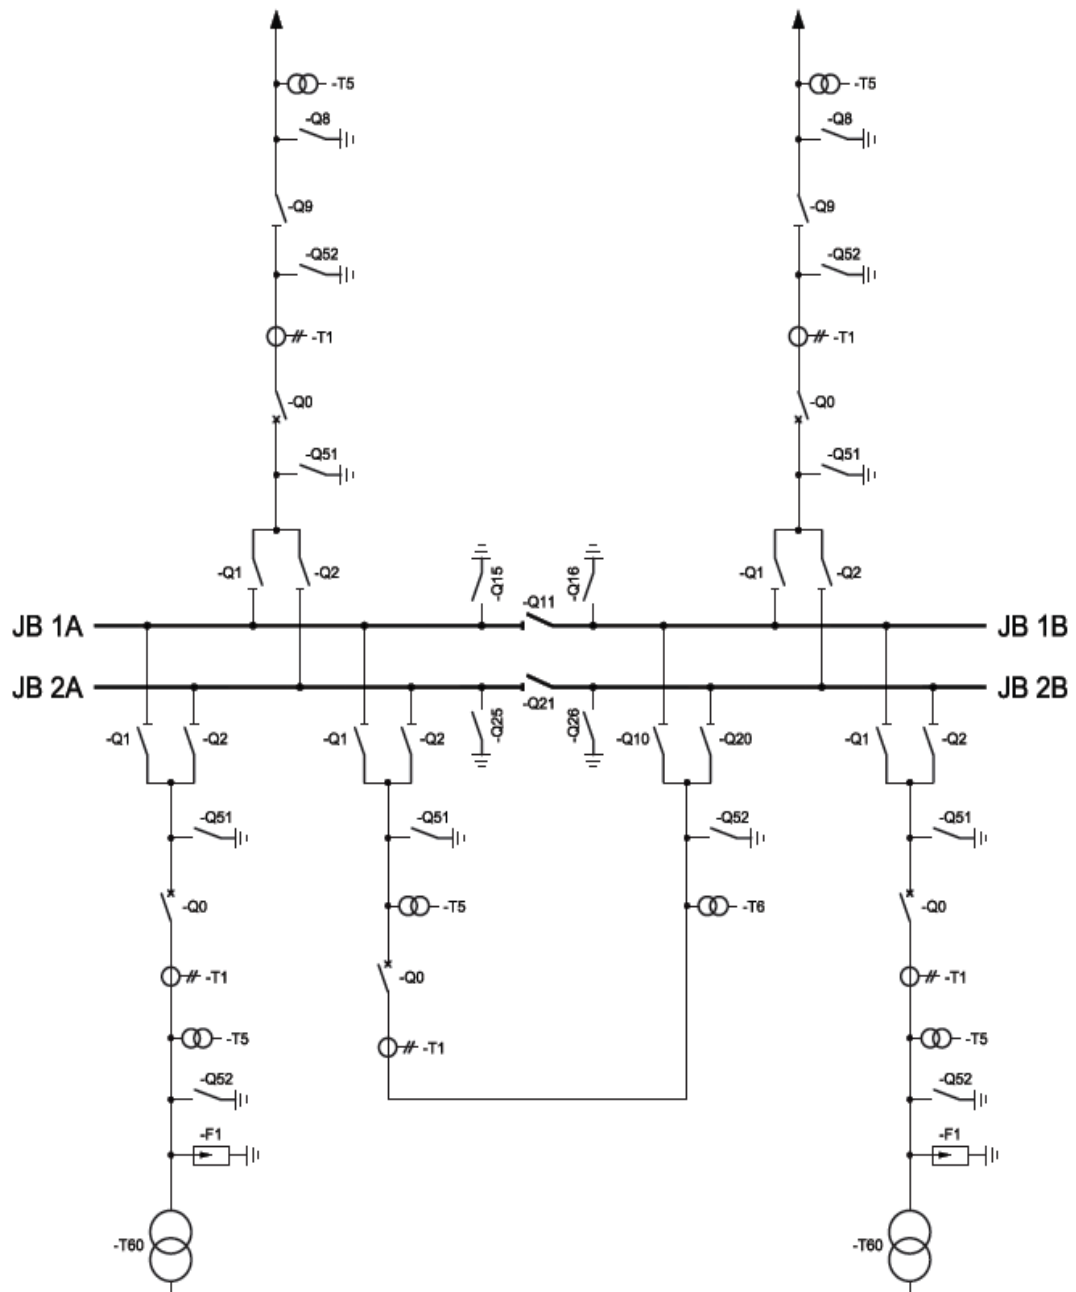 -T5 -T5
-Q8 -Q8
-Q9 -Q9
-Q52 -Q52
-T1 -T1
-Q0 -Q0
-Q51 -Q51
-Q1 -Q2 -Q15 -Q16 -Q1 -Q2
-Q11
JB 1A JB 1B
JB 2A JB 2B
-Q21
-Q1 -Q2 -Q1 -Q2 -Q25 -Q26 -Q10 -Q20 -Q1 -Q2
-Q51 -Q51 -Q52 -Q51
-Q0 -T5 -T6 -Q0
-T1 -Q0 -T1
-T5 -T1 -T5
-Q52 -Q52
-F1 -F1
-T60 -T60